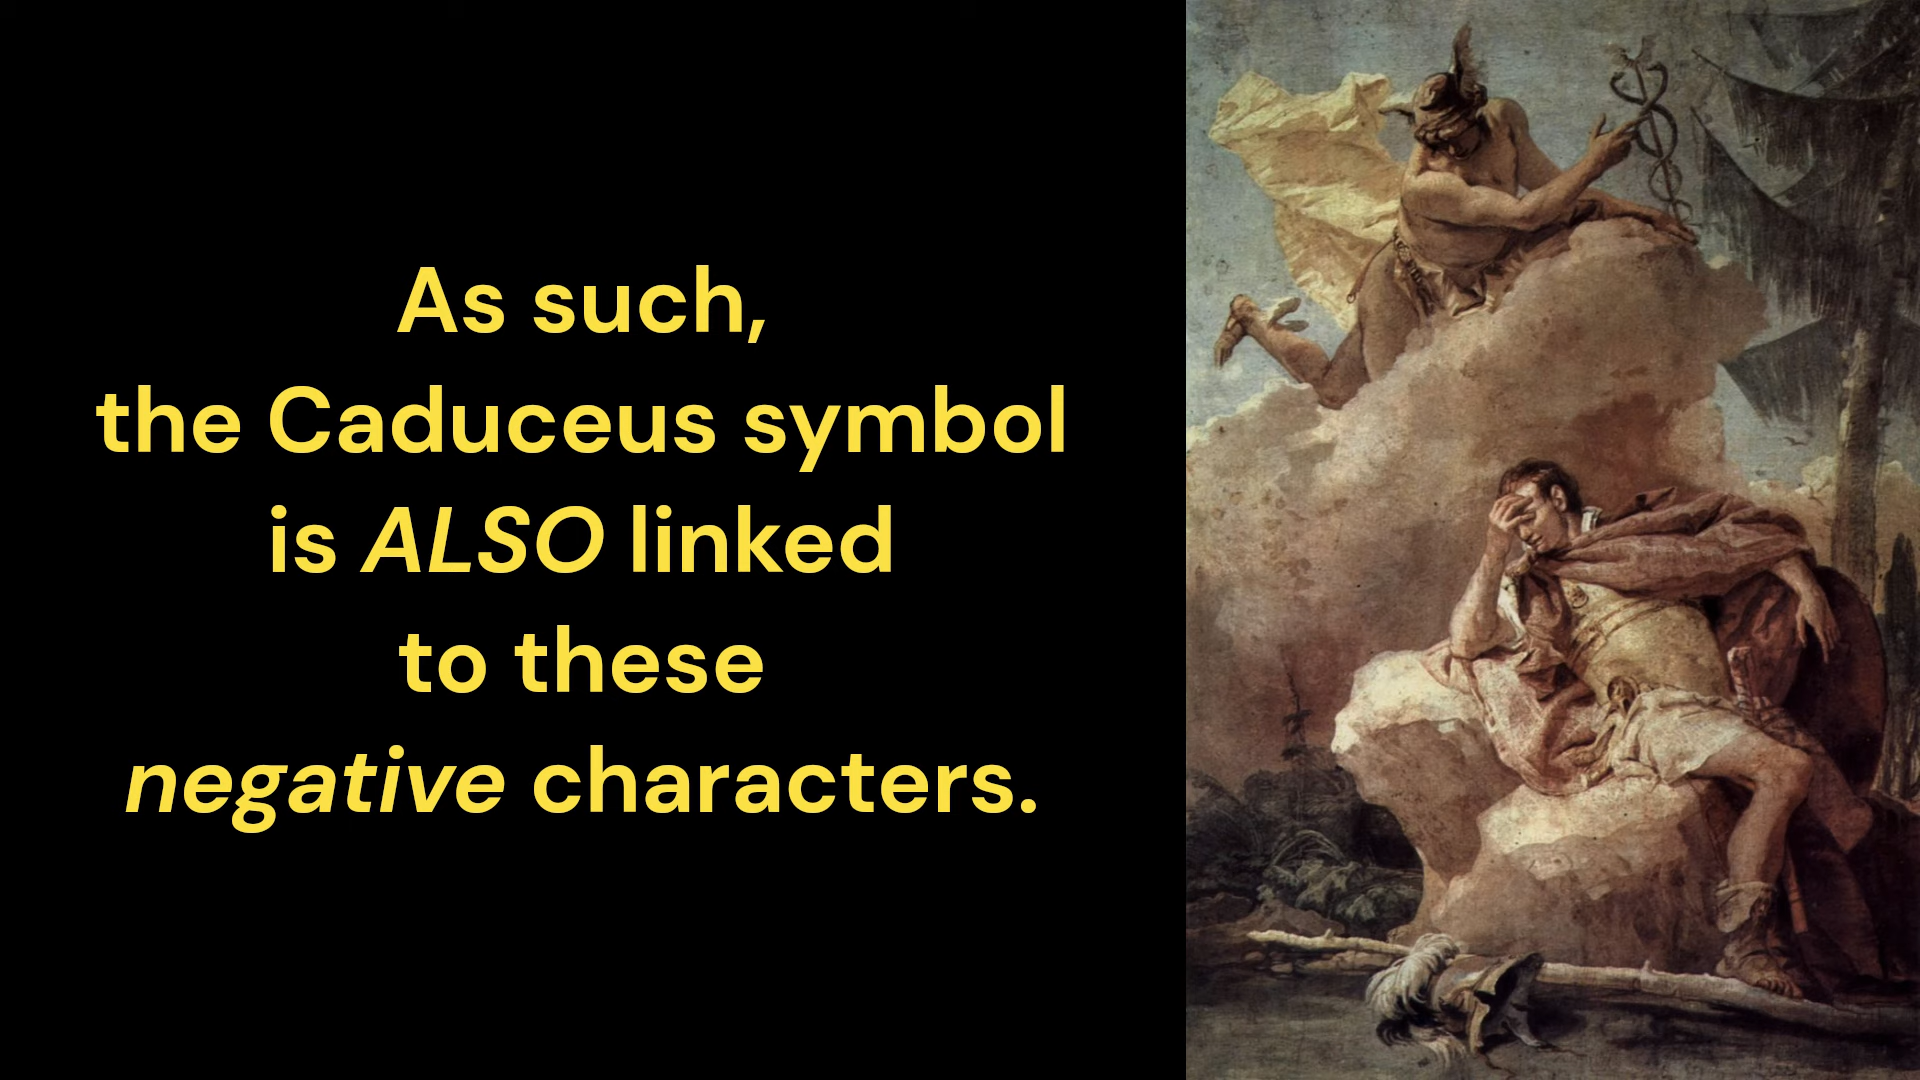 As such,
the Caduceus symbol
is ALSO linked
to these
negative characters.